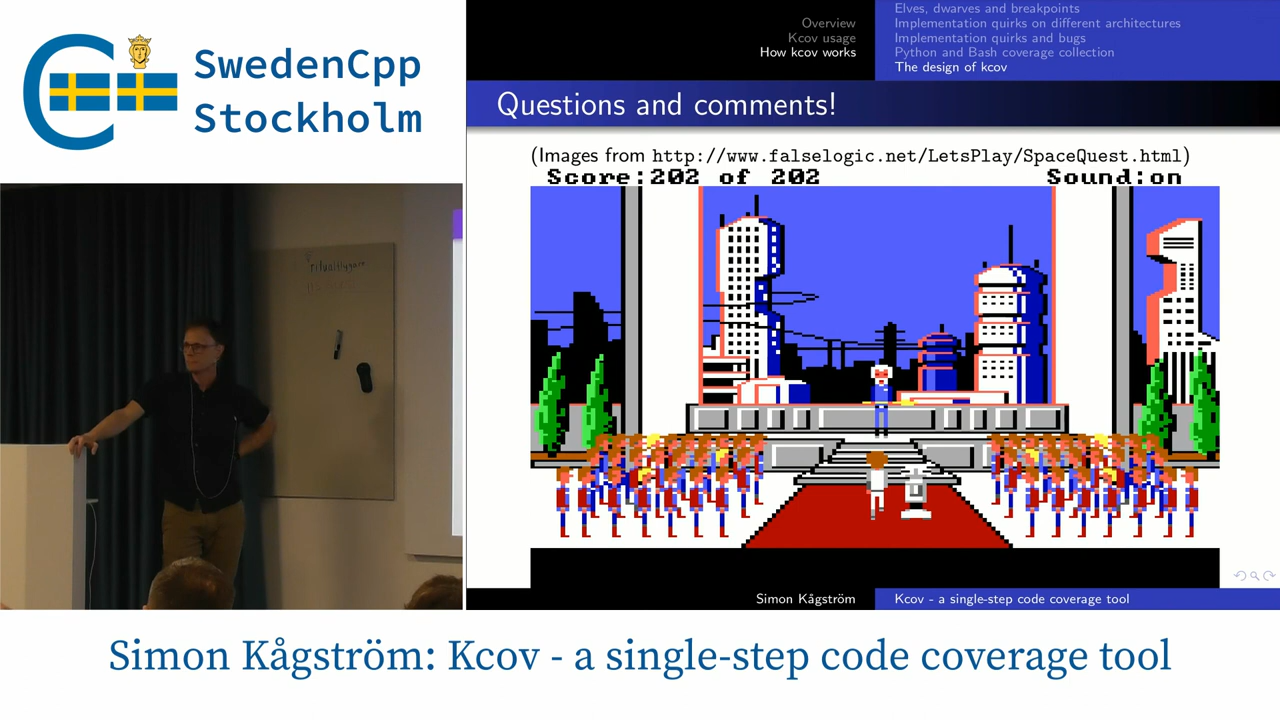 SwedenCpp
Stockholm
Overview
Kcov usage
How kcov works
Elves, dwarves and breakpoints
Implementation quirks on different architectures
Implementation quirks and bugs
Python and Bash coverage collection
The design of kcov
Questions and comments!
(Images from http://www.falselogic.net/LetsPlay/SpaceQuest.html)
Score:202 of 202 Sound:on
Simon Kågström Kcov - a single-step code coverage tool
Simon Kågström: Kcov - a single-step code coverage tool